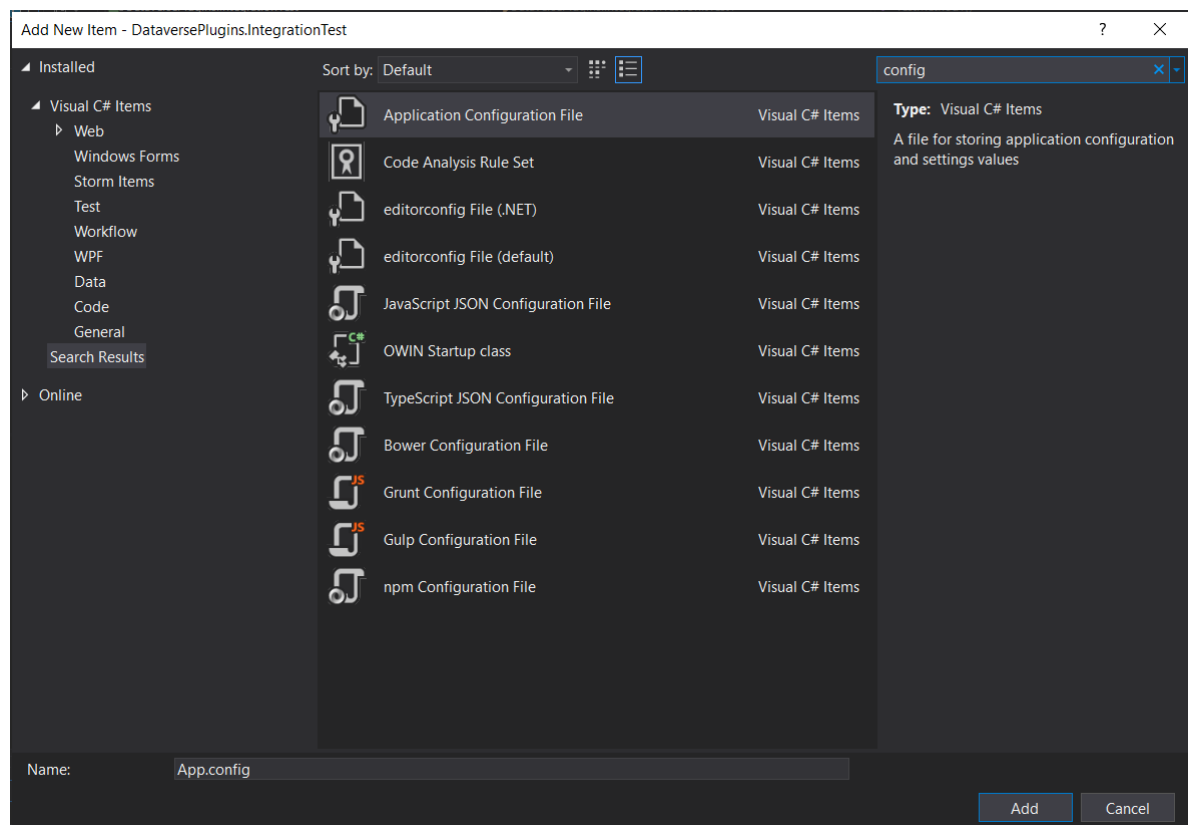 Add New Item - DataversePlugins.IntegrationTest ?
Installed
Visual C# Items
Web
Windows Forms
Storm Items
Test
Workflow
WPF
Data
Code
General
Search Results
Online
Sort by: Default
Application Configuration File Visual C# Items
Code Analysis Rule Set Visual C# Items
editorconfig File (.NET) Visual C# Items
editorconfig File (default) Visual C# Items
JavaScript JSON Configuration File Visual C# Items
C#
OWIN Startup class Visual C# Items
TypeScript JSON Configuration File Visual C# Items
Bower Configuration File Visual C# Items
JS
Grunt Configuration File Visual C# Items
JS
Gulp Configuration File Visual C# Items
npm Configuration File Visual C# Items
config
Type: Visual C# Items
A file for storing application configuration
and settings values
Name: App.config
Add Cancel